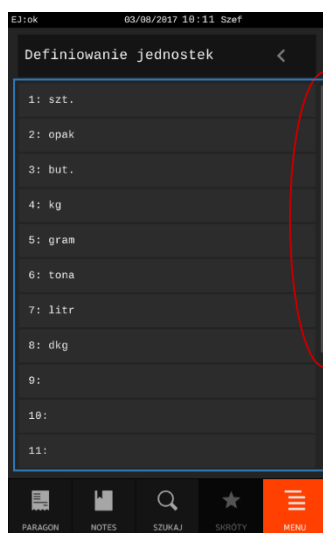 EJ:ok 03/08/2017 10:11 Szef
Definiowanie jednostek
1: szt.
2: opak
3: but.
4: kg
5: gram
6: tona
7: litr
8: dkg
9:
10:
11:
PARAGON NOTES SZUKAJ SKRÓTY MENU